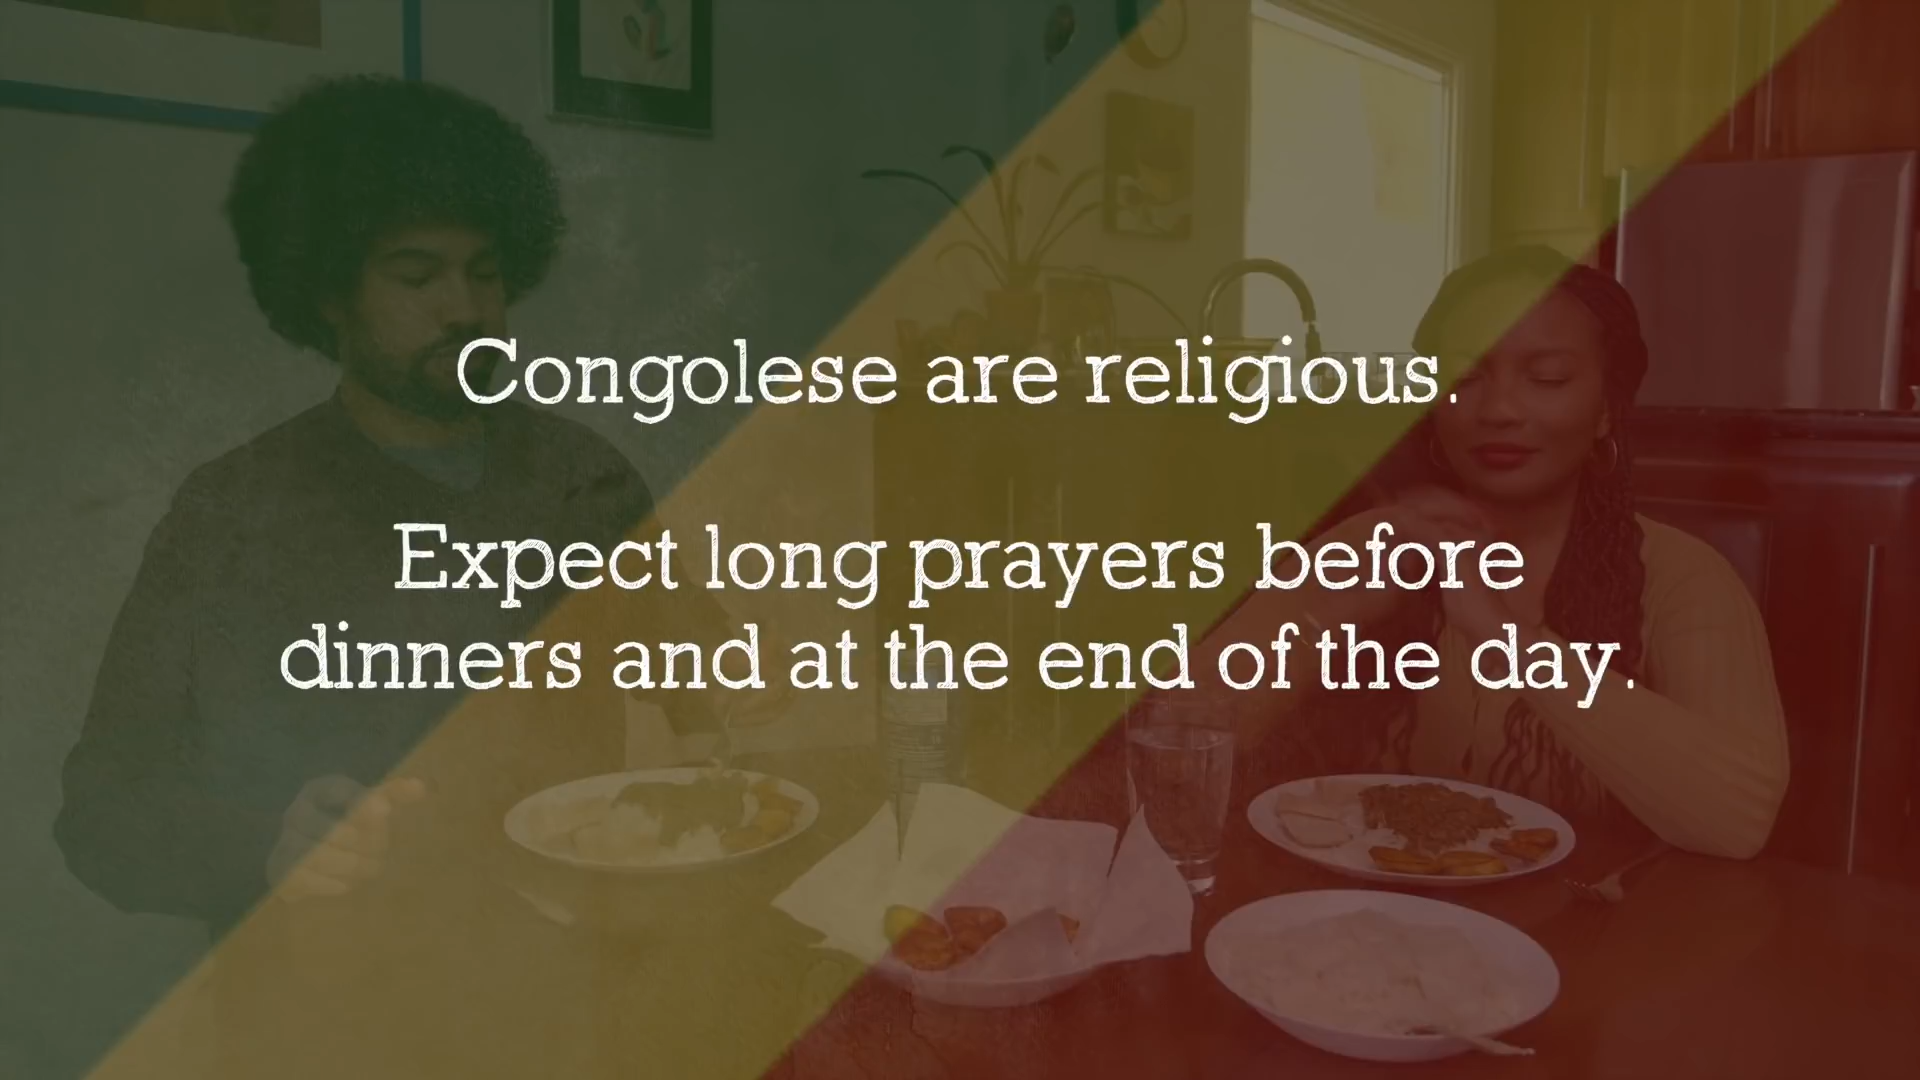 Congolese are religious.
Expect long prayers before
dinners and at the end of the day.